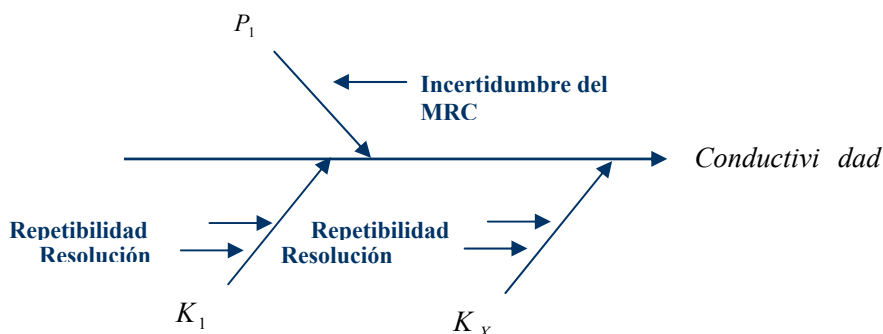 P1
Incertidumbre del
MRC
Conductivi dad
Repetibilidad
Resolución
Repetibilidad
Resolución
K1
KX